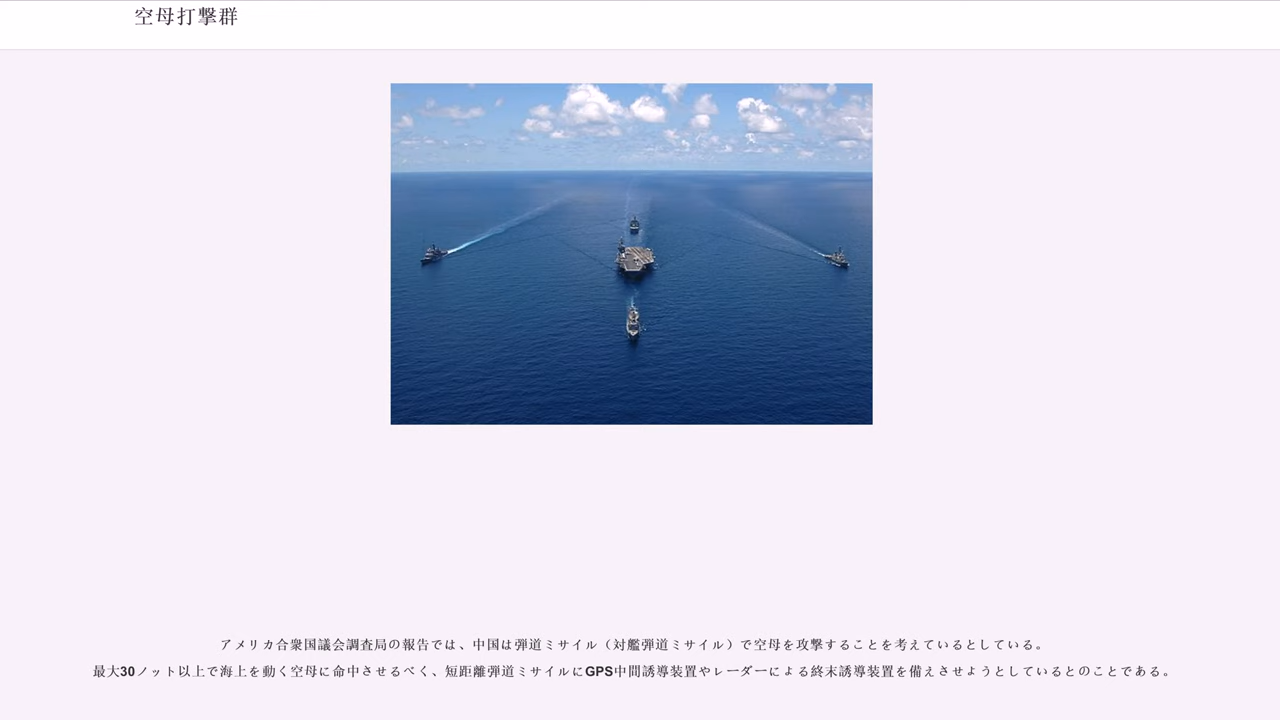 空母打撃群
アメリカ合衆国議会調査局の報告では、中国は弾道ミサイル（対艦弾道ミサイル）で空母を攻撃することを考えているとしている。
最大30ノット以上で海上を動く空母に命中させるべく、短距離弾道ミサイルにGPS中間誘導装置やレーダーによる終末誘導装置を備えさせようとしているとのことである。